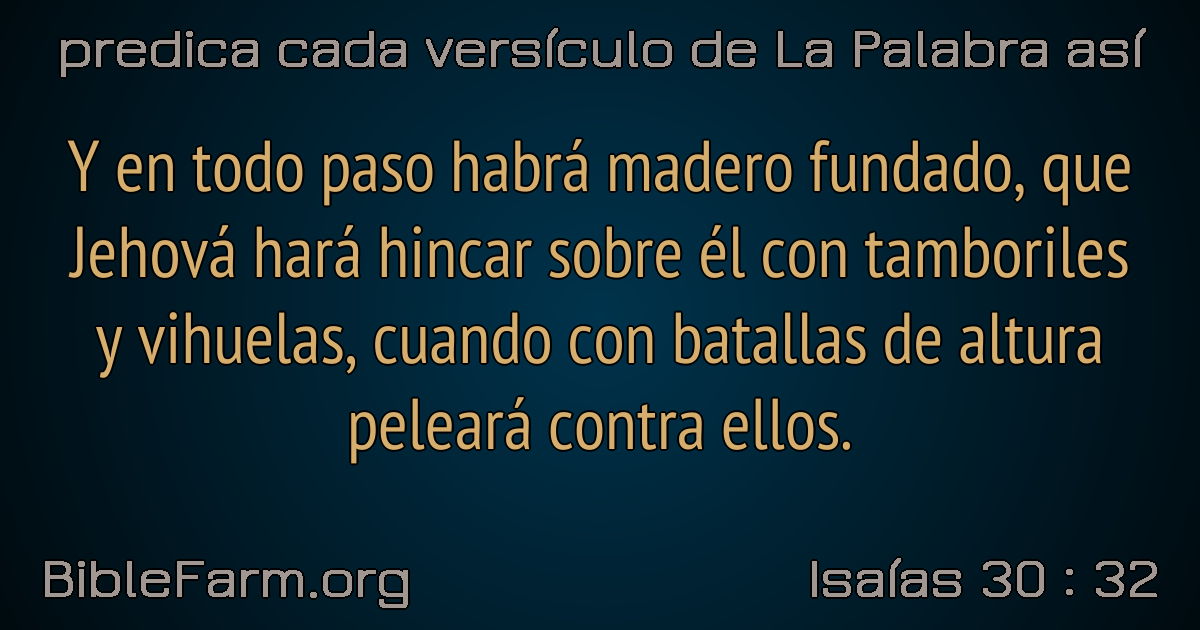 predica cada versículo de La Palabra así
Y en todo paso habrá madero fundado, que
Jehová hará hincar sobre él con tamboriles
y vihuelas, cuando con batallas de altura
peleará contra ellos.
BibleFarm.org
Isaías 30 : 32